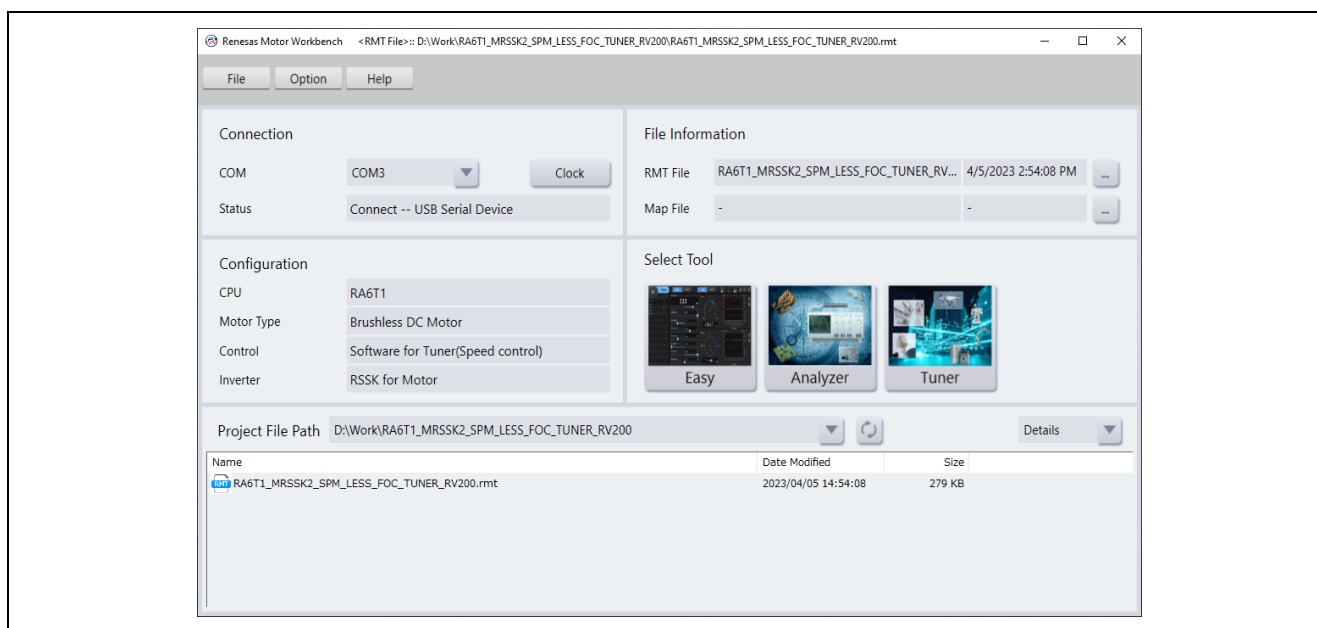 Renesas Motor Workbench <RMT File>:: D:\Work\RA6T1_MRSSK2_SPM_LESS_FOC_TUNER_RV200\RA6T1_MRSSK2_SPM_LESS_FOC_TUNER_RV200.rmt
File Option Help
Connection
COM COM3 Clock
Status Connect -- USB Serial Device
File Information
RMT File RA6T1_MRSSK2_SPM_LESS_FOC_TUNER_RV... 4/5/2023 2:54:08 PM ...
Map File - - ...
Configuration
CPU RA6T1
Motor Type Brushless DC Motor
Control Software for Tuner(Speed control)
Inverter RSSK for Motor
Select Tool
Easy Analyzer Tuner
Project File Path D:\Work\RA6T1_MRSSK2_SPM_LESS_FOC_TUNER_RV200 Details
Name Date Modified Size
RMT RA6T1_MRSSK2_SPM_LESS_FOC_TUNER_RV200.rmt 2023/04/05 14:54:08 279 KB